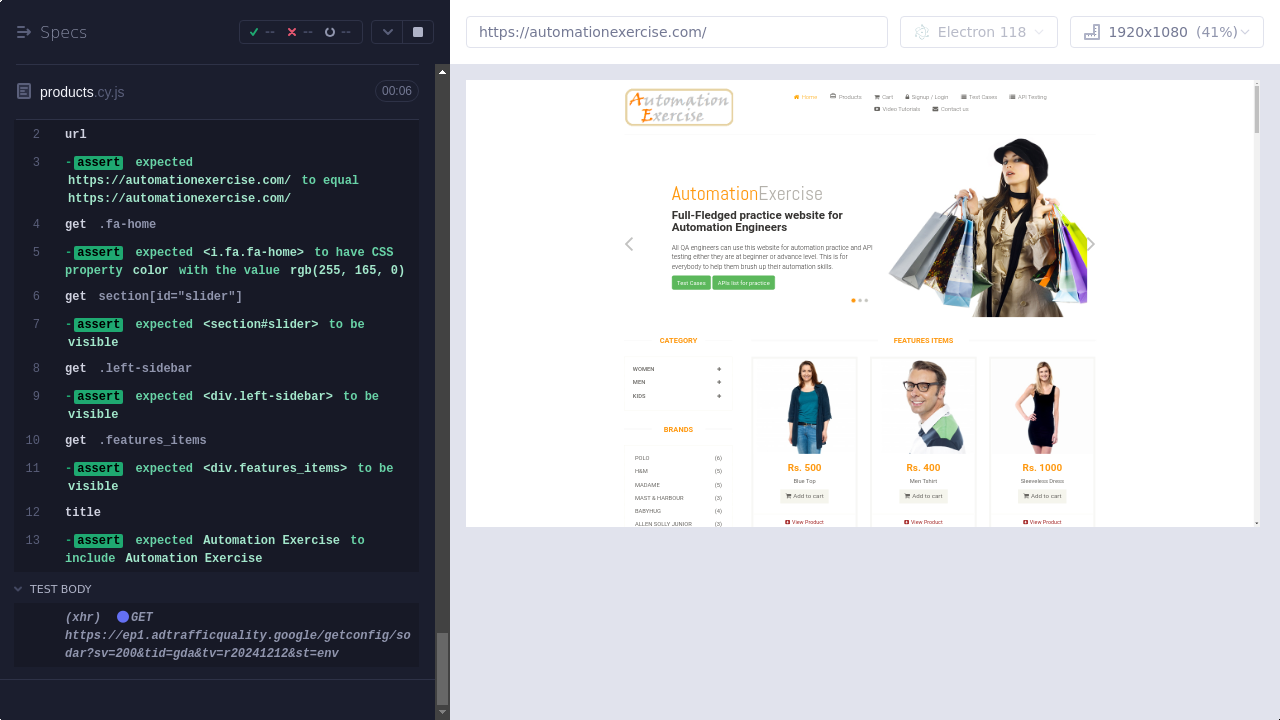 Specs
-- -- --
https://automationexercise.com/
Electron 118
1920x1080 (41%)
products.cy.js
00:06
2 url
3 -assert expected
https://automationexercise.com/ to equal
https://automationexercise.com/
4 get .fa-home
5 -assert expected <i.fa.fa-home> to have CSS
property color with the value rgb(255, 165, 0)
6 get section[id="slider"]
7 -assert expected <section#slider> to be
visible
8 get .left-sidebar
9 -assert expected <div.left-sidebar> to be
visible
10 get .features_items
11 -assert expected <div.features_items> to be
visible
12 title
13 -assert expected Automation Exercise to
include Automation Exercise
TEST BODY
(xhr) GET
https://ep1.adtrafficquality.google/getconfig/so
dar?sv=200&tid=gda&tv=r20241212&st=env
Automation
Exercise
Home Products Cart Signup / Login Test Cases API Testing
Video Tutorials Contact us
AutomationExercise
Full-Fledged practice website for
Automation Engineers
All QA engineers can use this website for automation practice and API
testing either they are at beginner or advance level. This is for
everybody to help them brush up their automation skills.
Test Cases APIs list for practice
CATEGORY
WOMEN +
MEN +
KIDS +
BRANDS
POLO (6)
H&M (5)
MADAME (5)
MAST & HARBOUR (3)
BABYHUG (4)
ALLEN SOLLY JUNIOR (3)
FEATURES ITEMS
Rs. 500 Rs. 400 Rs. 1000
Blue Top Men Tshirt Sleeveless Dress
Add to cart Add to cart Add to cart
View Product View Product View Product